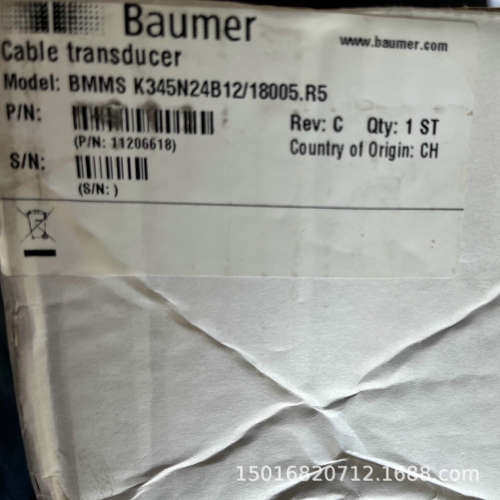 Baumer
www.baumer.com
Cable transducer
Model: BMMS K345N24B12/18005.R5
P/N:
(P/N: 11206618)
Rev: C Qty: 1 ST
Country of Origin: CH
S/N:
(S/N: )
15016820712.1688.com